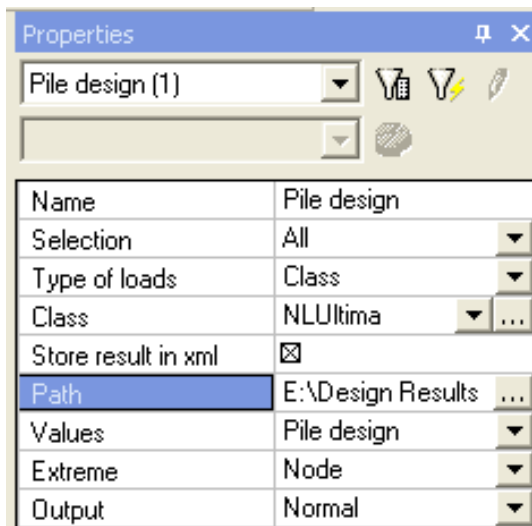 Properties
Pile design (1)
Name Pile design
Selection All
Type of loads Class
Class NLUltima ...
Store result in xml
Path E:\Design Results ...
Values Pile design
Extreme Node
Output Normal